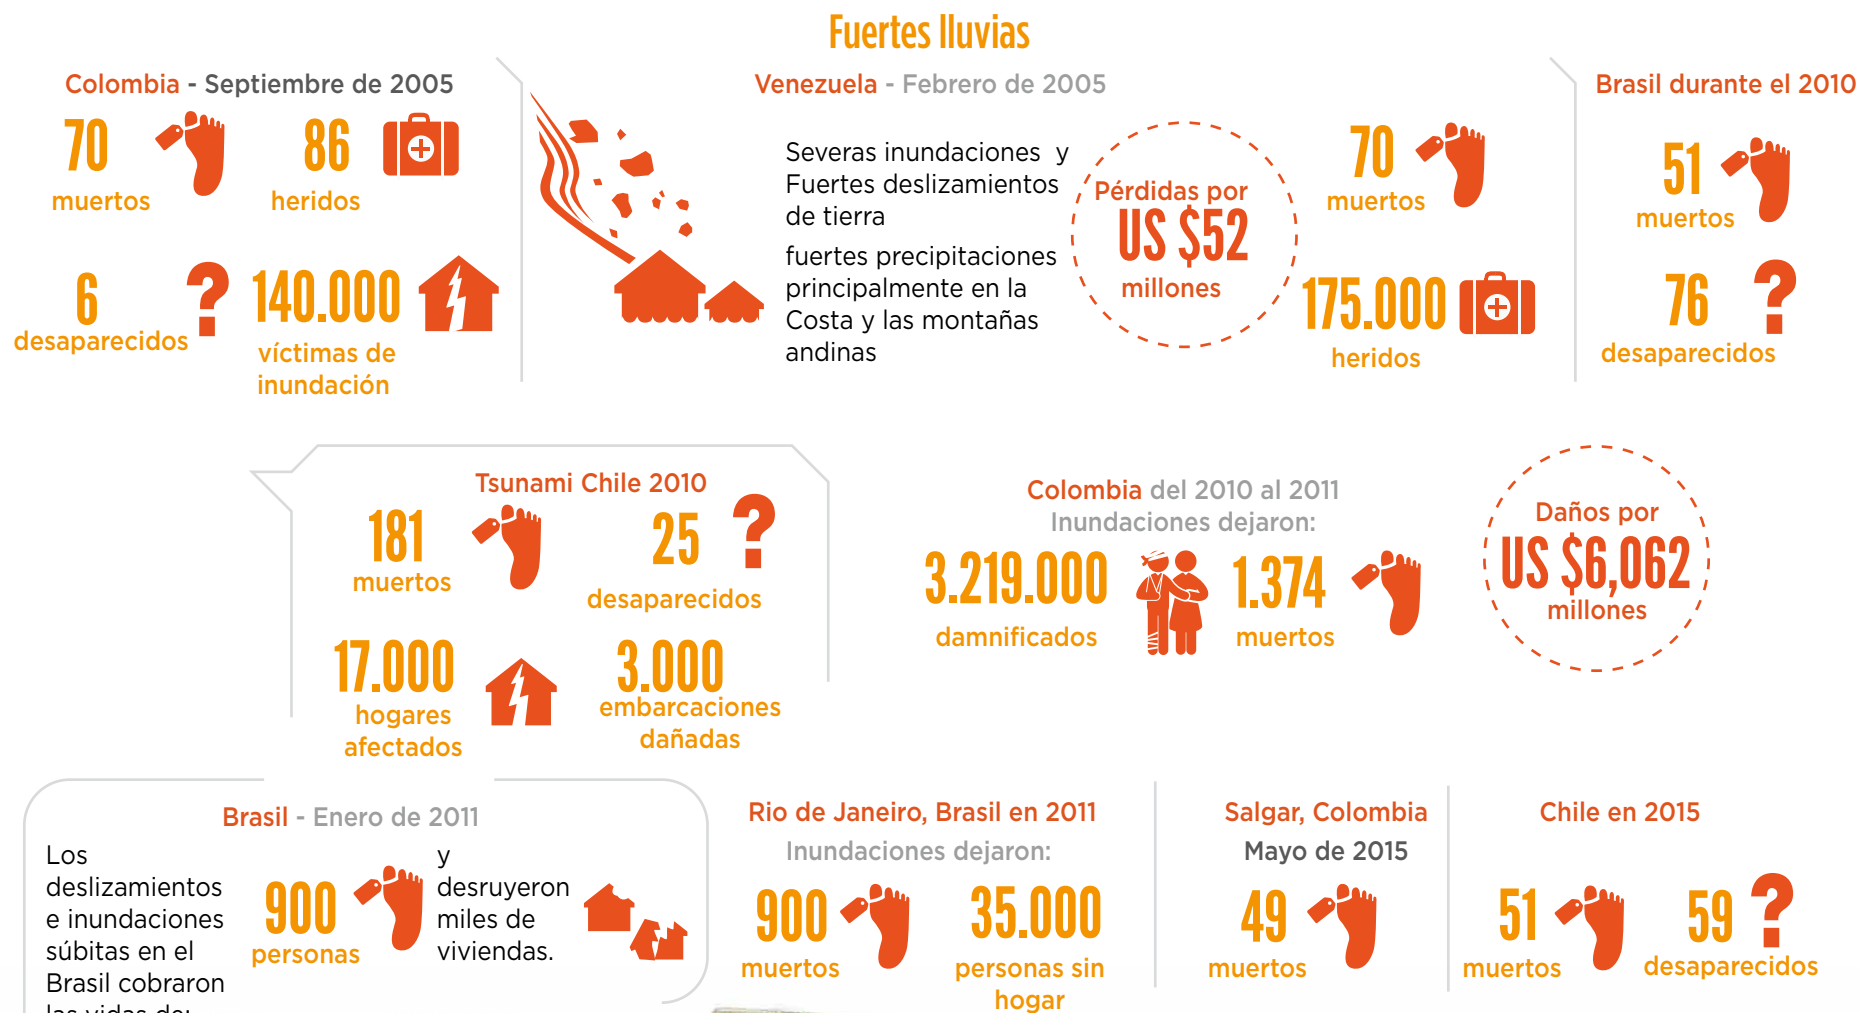 Fuertes lluvias
Colombia - Septiembre de 2005
70
muertos
86
heridos
6
desaparecidos
140.000
víctimas de
inundación
Venezuela - Febrero de 2005
Severas inundaciones y
Fuertes deslizamientos
de tierra
fuertes precipitaciones
principalmente en la
Costa y las montañas
andinas
Pérdidas por
US $52
millones
70
muertos
175.000
heridos
Brasil durante el 2010
51
muertos
76
desaparecidos
Tsunami Chile 2010
181
muertos
25
desaparecidos
17.000
hogares
afectados
3.000
embarcaciones
dañadas
Colombia del 2010 al 2011
Inundaciones dejaron:
3.219.000
damnificados
1.374
muertos
Daños por
US $6,062
millones
Brasil - Enero de 2011
Los
deslizamientos
e inundaciones
súbitas en el
Brasil cobraron
las vidas de:
900
personas
y
desruyeron
miles de
viviendas.
Rio de Janeiro, Brasil en 2011
Inundaciones dejaron:
900
muertos
35.000
personas sin
hogar
Salgar, Colombia
Mayo de 2015
49
muertos
Chile en 2015
51
muertos
59
desaparecidos